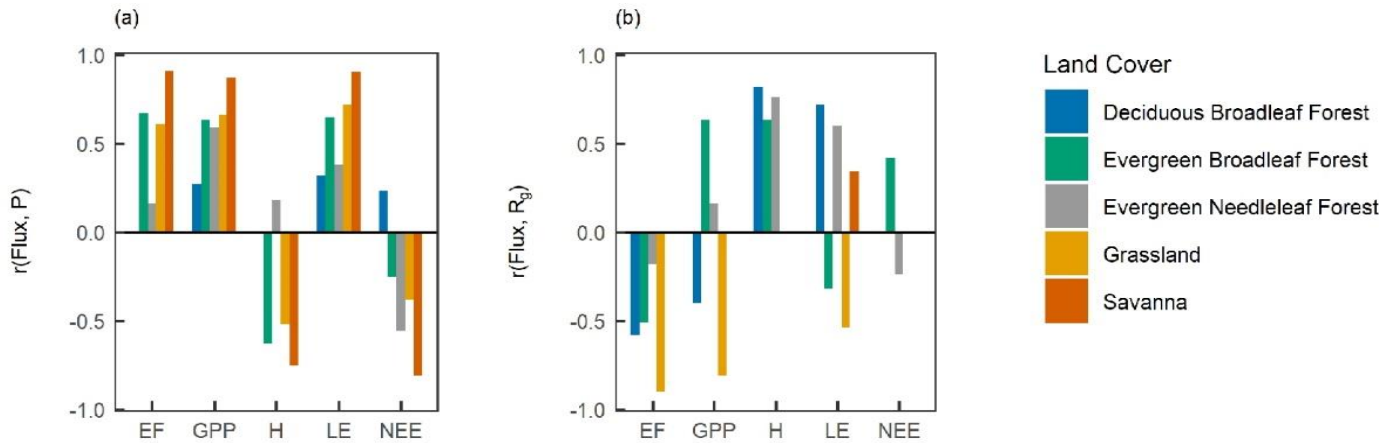 (a)
(b)
1.0
0.5
0.0
-0.5
-1.0
r(Flux, P)
EF GPP H LE NEE
1.0
0.5
0.0
-0.5
-1.0
r(Flux, Rg)
EF GPP H LE NEE
Land Cover
Deciduous Broadleaf Forest
Evergreen Broadleaf Forest
Evergreen Needleleaf Forest
Grassland
Savanna